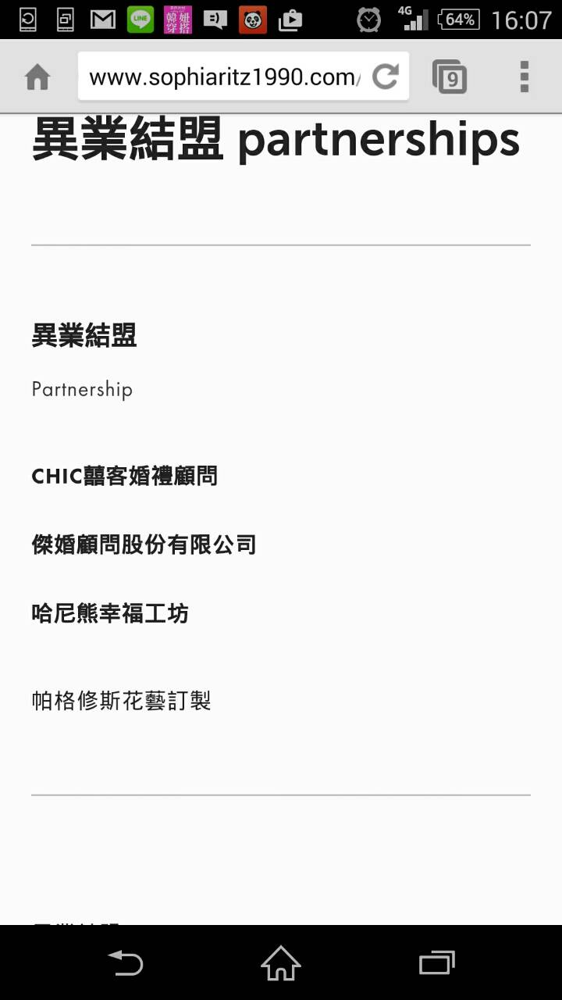 4G
64%
16:07
LINE
韓妞
穿搭
www.sophiaritz1990.com/
9
異業結盟 partnerships
異業結盟
Partnership
CHIC囍客婚禮顧問
傑婚顧問股份有限公司
哈尼熊幸福工坊
帕格修斯花藝訂製